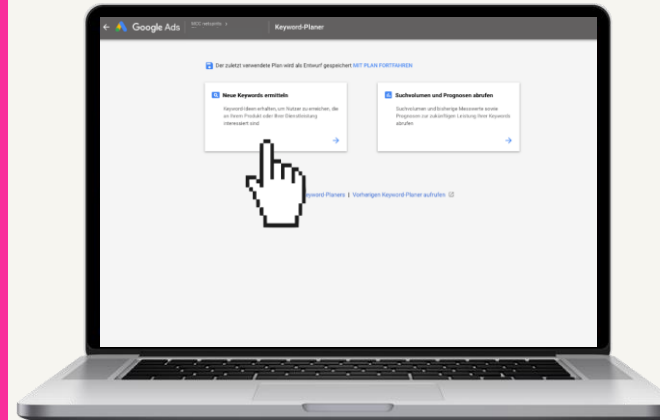 Google Ads
Keyword-Planer
Der zuletzt verwendete Plan wird als Entwurf gespeichert MIT PLAN FORTFAHREN
Neue Keywords ermitteln
Keyword-Ideen erhalten, um Nutzer zu erreichen, die
an Ihrem Produkt oder Ihrer Dienstleistung
interessiert sind
Suchvolumen und Prognosen abrufen
Suchvolumen und bisherige Messwerte sowie
Prognosen zur zukünftigen Leistung Ihrer Keywords
abrufen
Keyword Planers | Vorherigen Keyword-Planer aufrufen